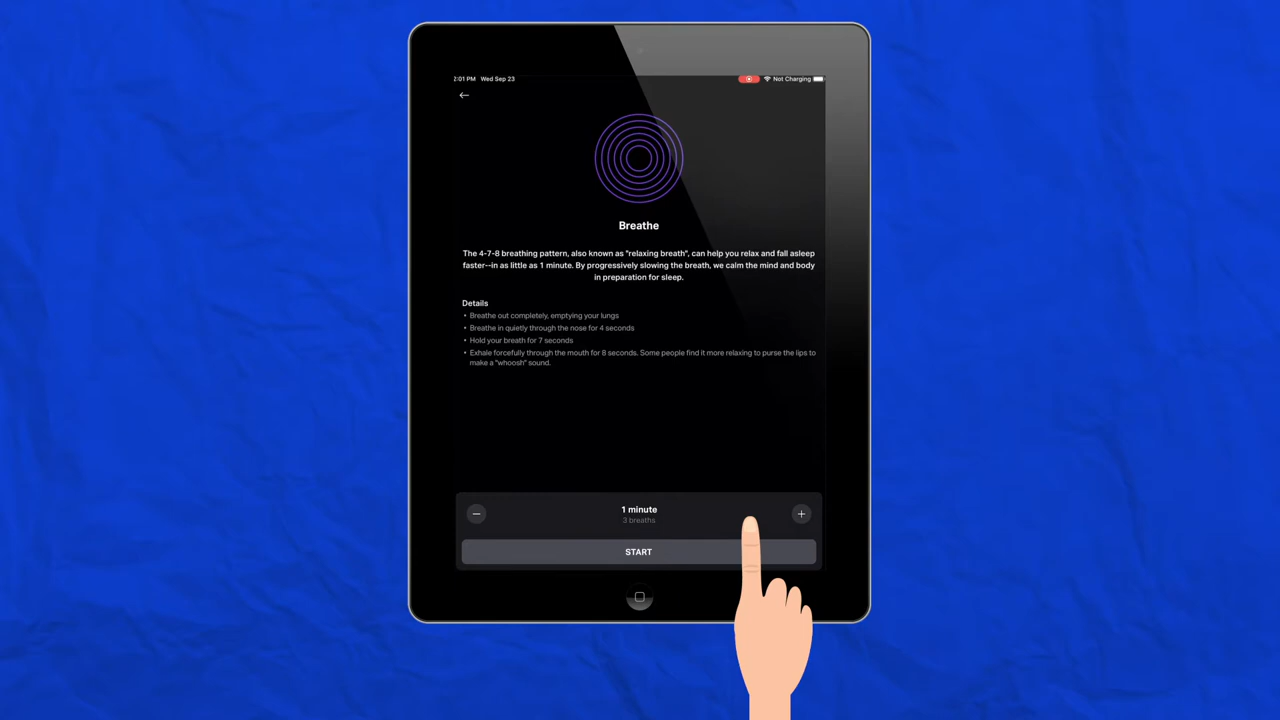 2:01 PM Wed Sep 23 Not Charging
Breathe
The 4-7-8 breathing pattern, also known as "relaxing breath", can help you relax and fall asleep
faster--in as little as 1 minute. By progressively slowing the breath, we calm the mind and body
in preparation for sleep.
Details
• Breathe out completely, emptying your lungs
• Breathe in quietly through the nose for 4 seconds
• Hold your breath for 7 seconds
• Exhale forcefully through the mouth for 8 seconds. Some people find it more relaxing to purse the lips to
make a "whoosh" sound.
1 minute
3 breaths
START